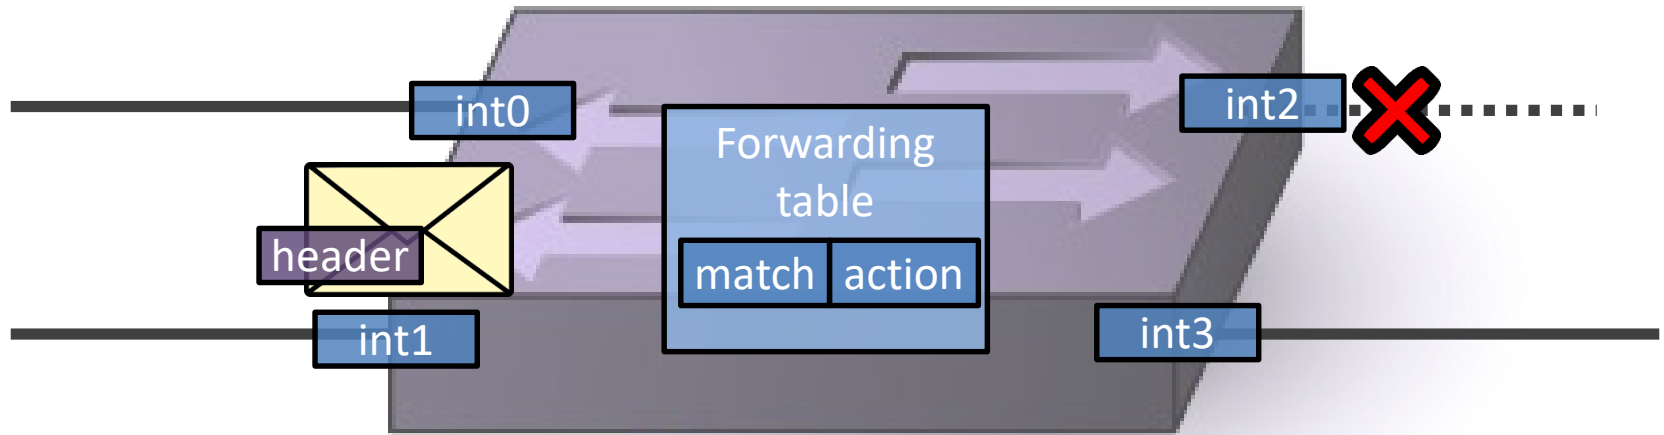 int0
int2
Forwarding
table
header
match
action
int1
int3